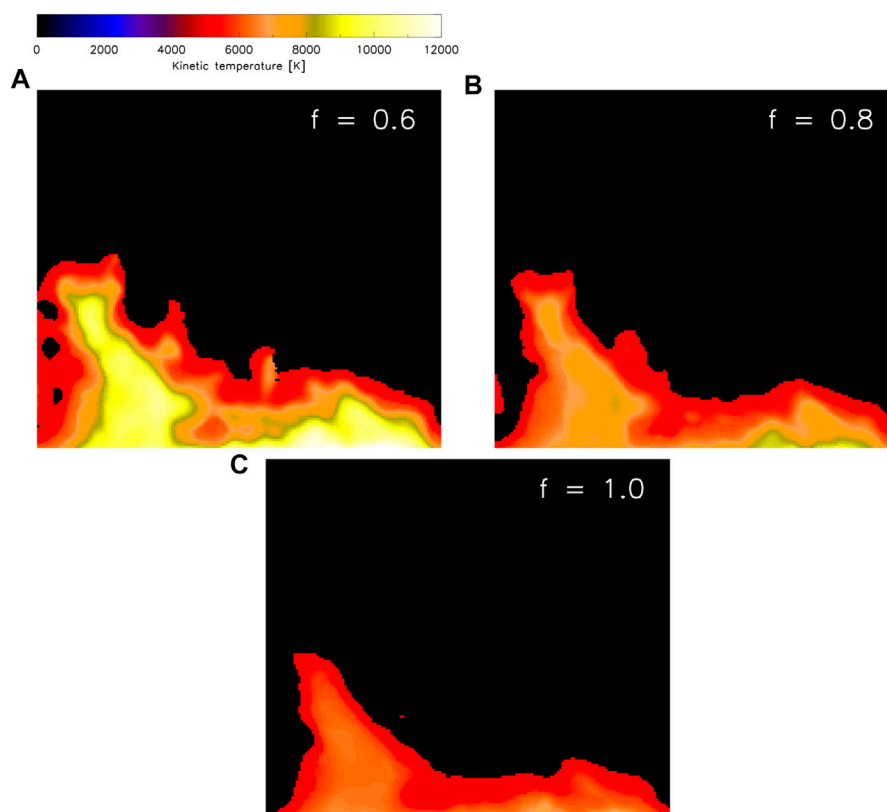 0 2000 4000 6000 8000 10000 12000
Kinetic temperature [K]
A
f = 0.6
B
f = 0.8
C
f = 1.0